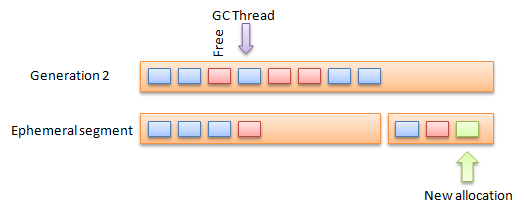 GC Thread
Free
Generation 2
Ephemeral segment
New allocation